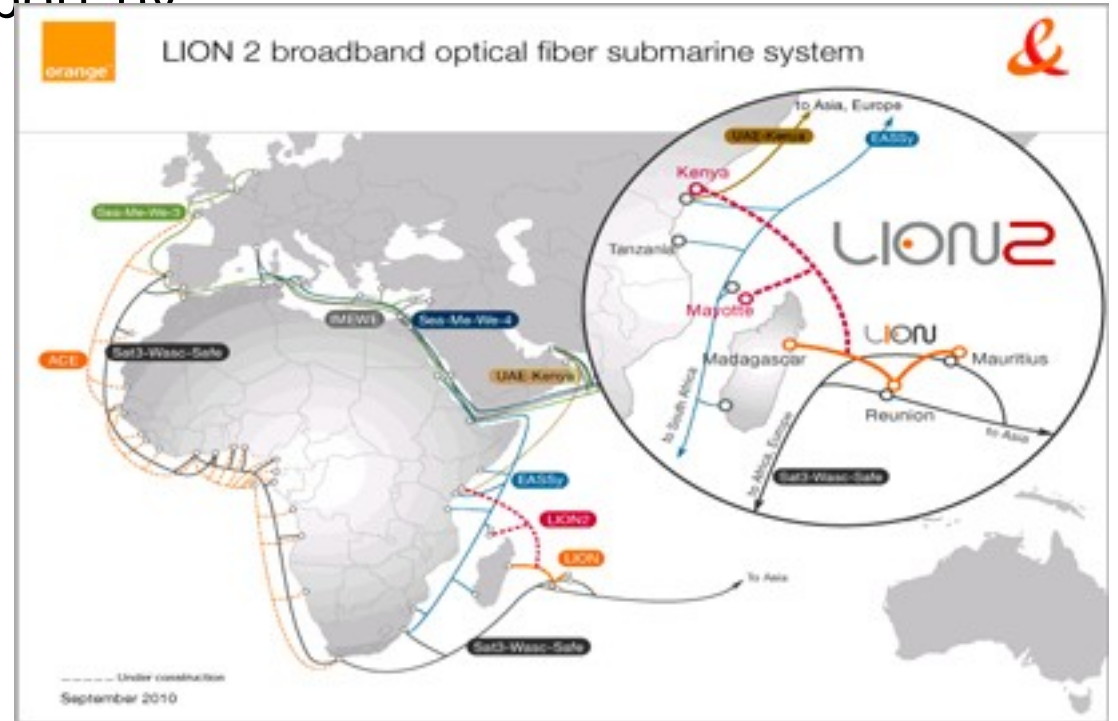 orange™
LION 2 broadband optical fiber submarine system
to Asia, Europe
UAE-Kenya
EASSy
Kenya
Sea-Me-We-3
LION2
Tanzania
Mayotte
IMEWE
Sea-Me-We-4
LION
ACE
Sat3-Wasc-Safe
Madagascar
Mauritius
UAE-Kenya
to South Africa
Reunion
to Asia
to Africa, Europe
Sat3-Wasc-Safe
EASSy
LION2
LION
To Asia
Sat3-Wasc-Safe
Under construction
September 2010